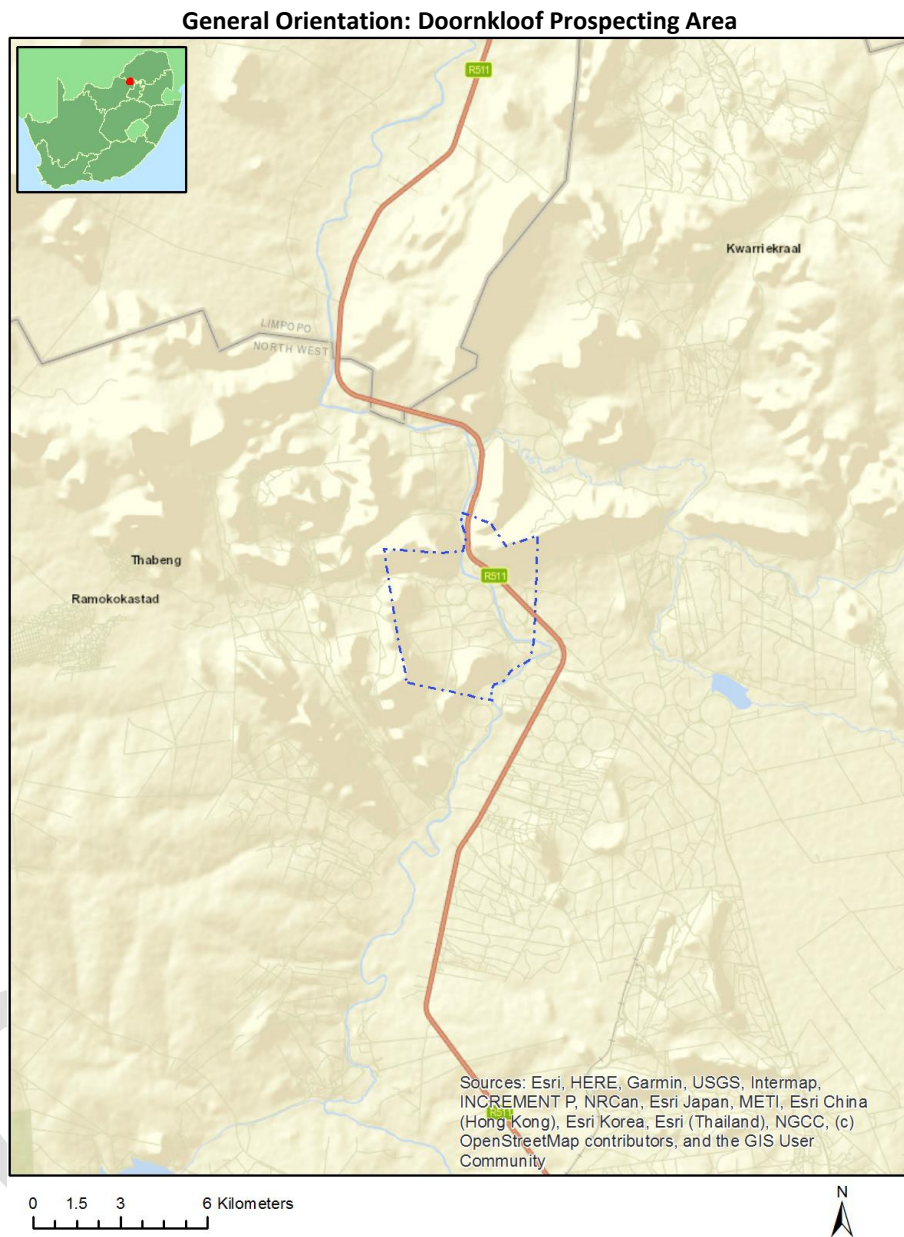 General Orientation: Doornkloof Prospecting Area
R511
Kwarriekraal
LIMPOPO
NORTH WEST
Thabeng
R511
Ramokokastad
Sources: Esri, HERE, Garmin, USGS, Intermap,
INCREMENT P, NRCan, Esri Japan, METI, Esri China
(Hong Kong), Esri Korea, Esri (Thailand), NGCC, (c)
OpenStreetMap contributors, and the GIS User
Community
R511
0 1.5 3 6 Kilometers
N